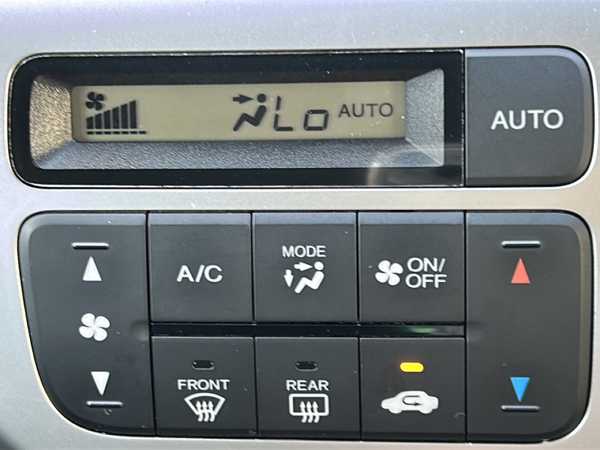 Lo AUTO
AUTO
A/C
MODE
ON/
OFF
FRONT
REAR